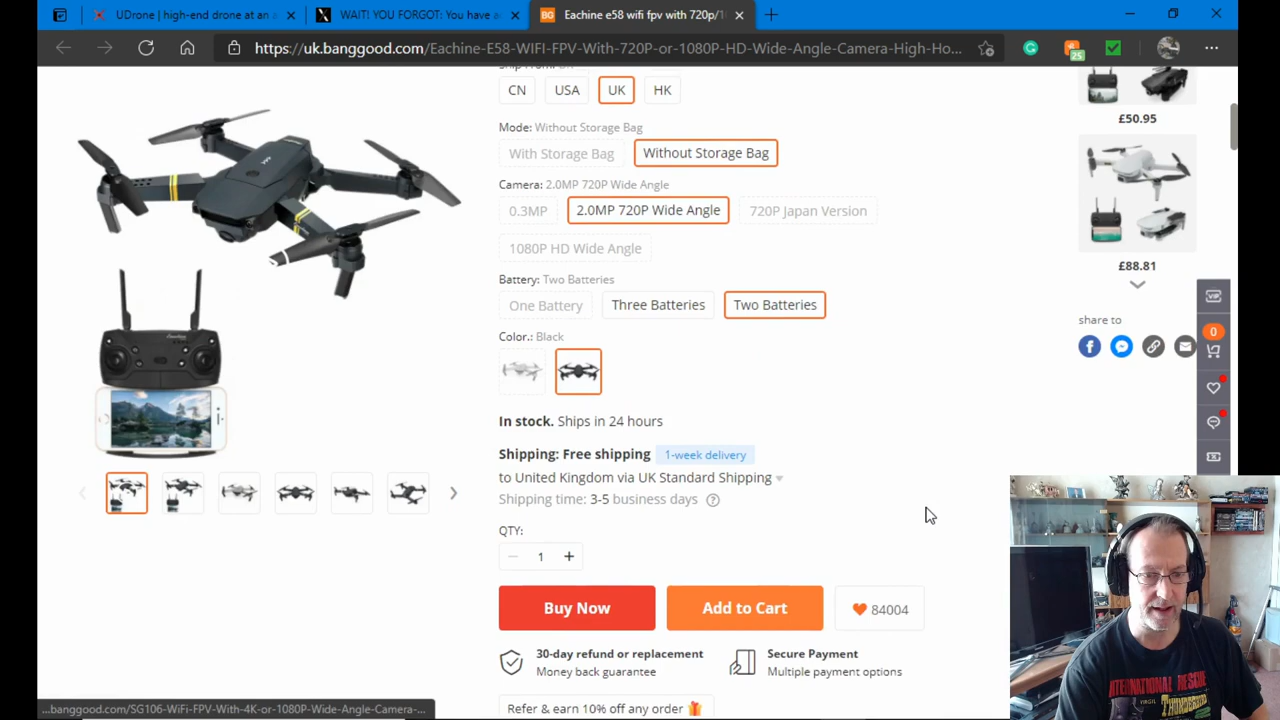 UDrone | high-end drone at an a
WAIT! YOU FORGOT: You have a
BG Eachine e58 wifi fpv with 720p/1
https://uk.banggood.com/Eachine-E58-WIFI-FPV-With-720P-or-1080P-HD-Wide-Angle-Camera-High-Ho...
25
CN USA UK HK
£50.95
Mode: Without Storage Bag
With Storage Bag Without Storage Bag
Camera: 2.0MP 720P Wide Angle
0.3MP 2.0MP 720P Wide Angle 720P Japan Version
1080P HD Wide Angle
£88.81
Battery: Two Batteries
One Battery Three Batteries Two Batteries
VIP
share to
0
Color.: Black
In stock. Ships in 24 hours
Shipping: Free shipping 1-week delivery
to United Kingdom via UK Standard Shipping
Shipping time: 3-5 business days ?
QTY:
− 1 +
Buy Now Add to Cart 84004
30-day refund or replacement
Money back guarantee
Secure Payment
Multiple payment options
Refer & earn 10% off any order
...banggood.com/SG106-WiFi-FPV-With-4K-or-1080P-Wide-Angle-Camera-...
INTERNATIONAL RESCUE
THUNDERBIRDS